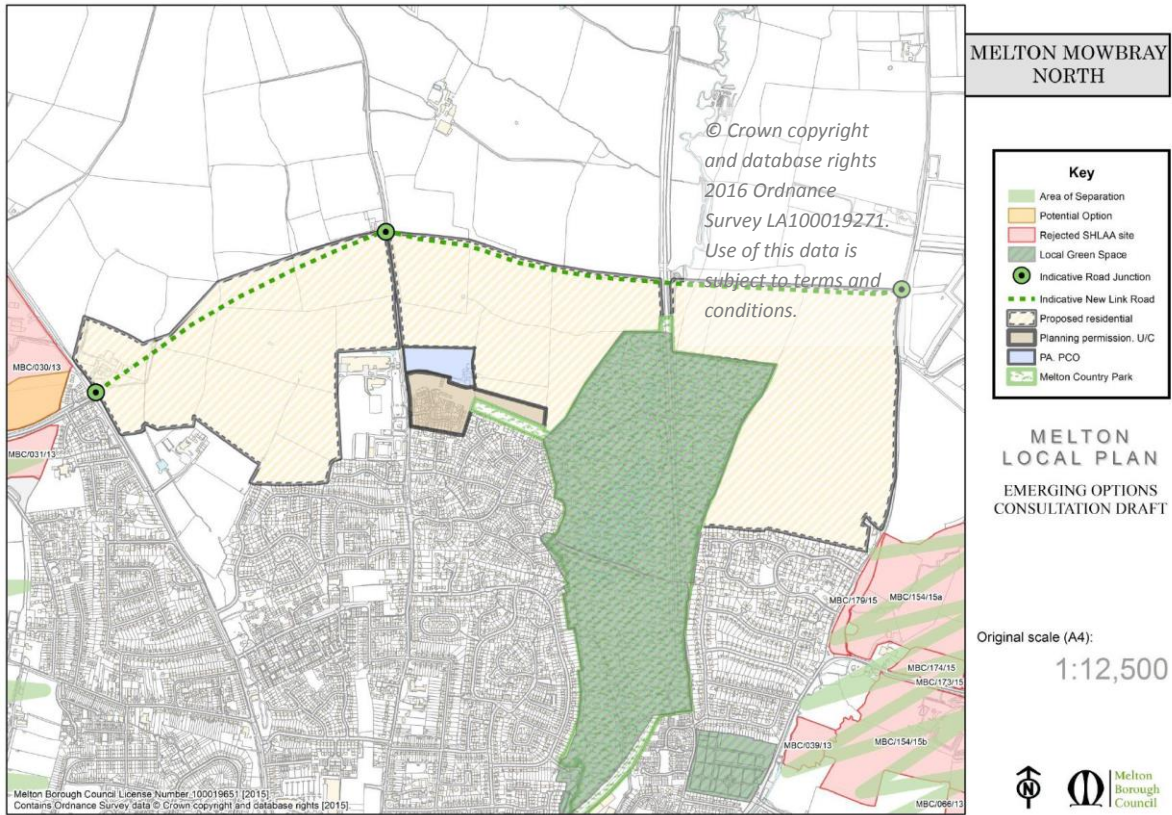 MELTON MOWBRAY
NORTH
© Crown copyright
and database rights
2016 Ordnance
Survey LA100019271.
Use of this data is
subject to terms and
conditions.
Key
Area of Separation
Potential Option
Rejected SHLAA site
Local Green Space
Indicative Road Junction
Indicative New Link Road
Proposed residential
Planning permission. U/C
PA. PCO
Melton Country Park
MBC/030/13
MBC/031/13
MELTON
LOCAL PLAN
EMERGING OPTIONS
CONSULTATION DRAFT
MBC/179/15
MBC/154/15a
MBC/174/15
MBC/173/15
MBC/039/13
MBC/154/15b
MBC/066/13
Original scale (A4):
1:12,500
Melton Borough Council License Number 100019651 [2015].
Contains Ordnance Survey data © Crown copyright and database rights [2015].
N
Melton
Borough
Council